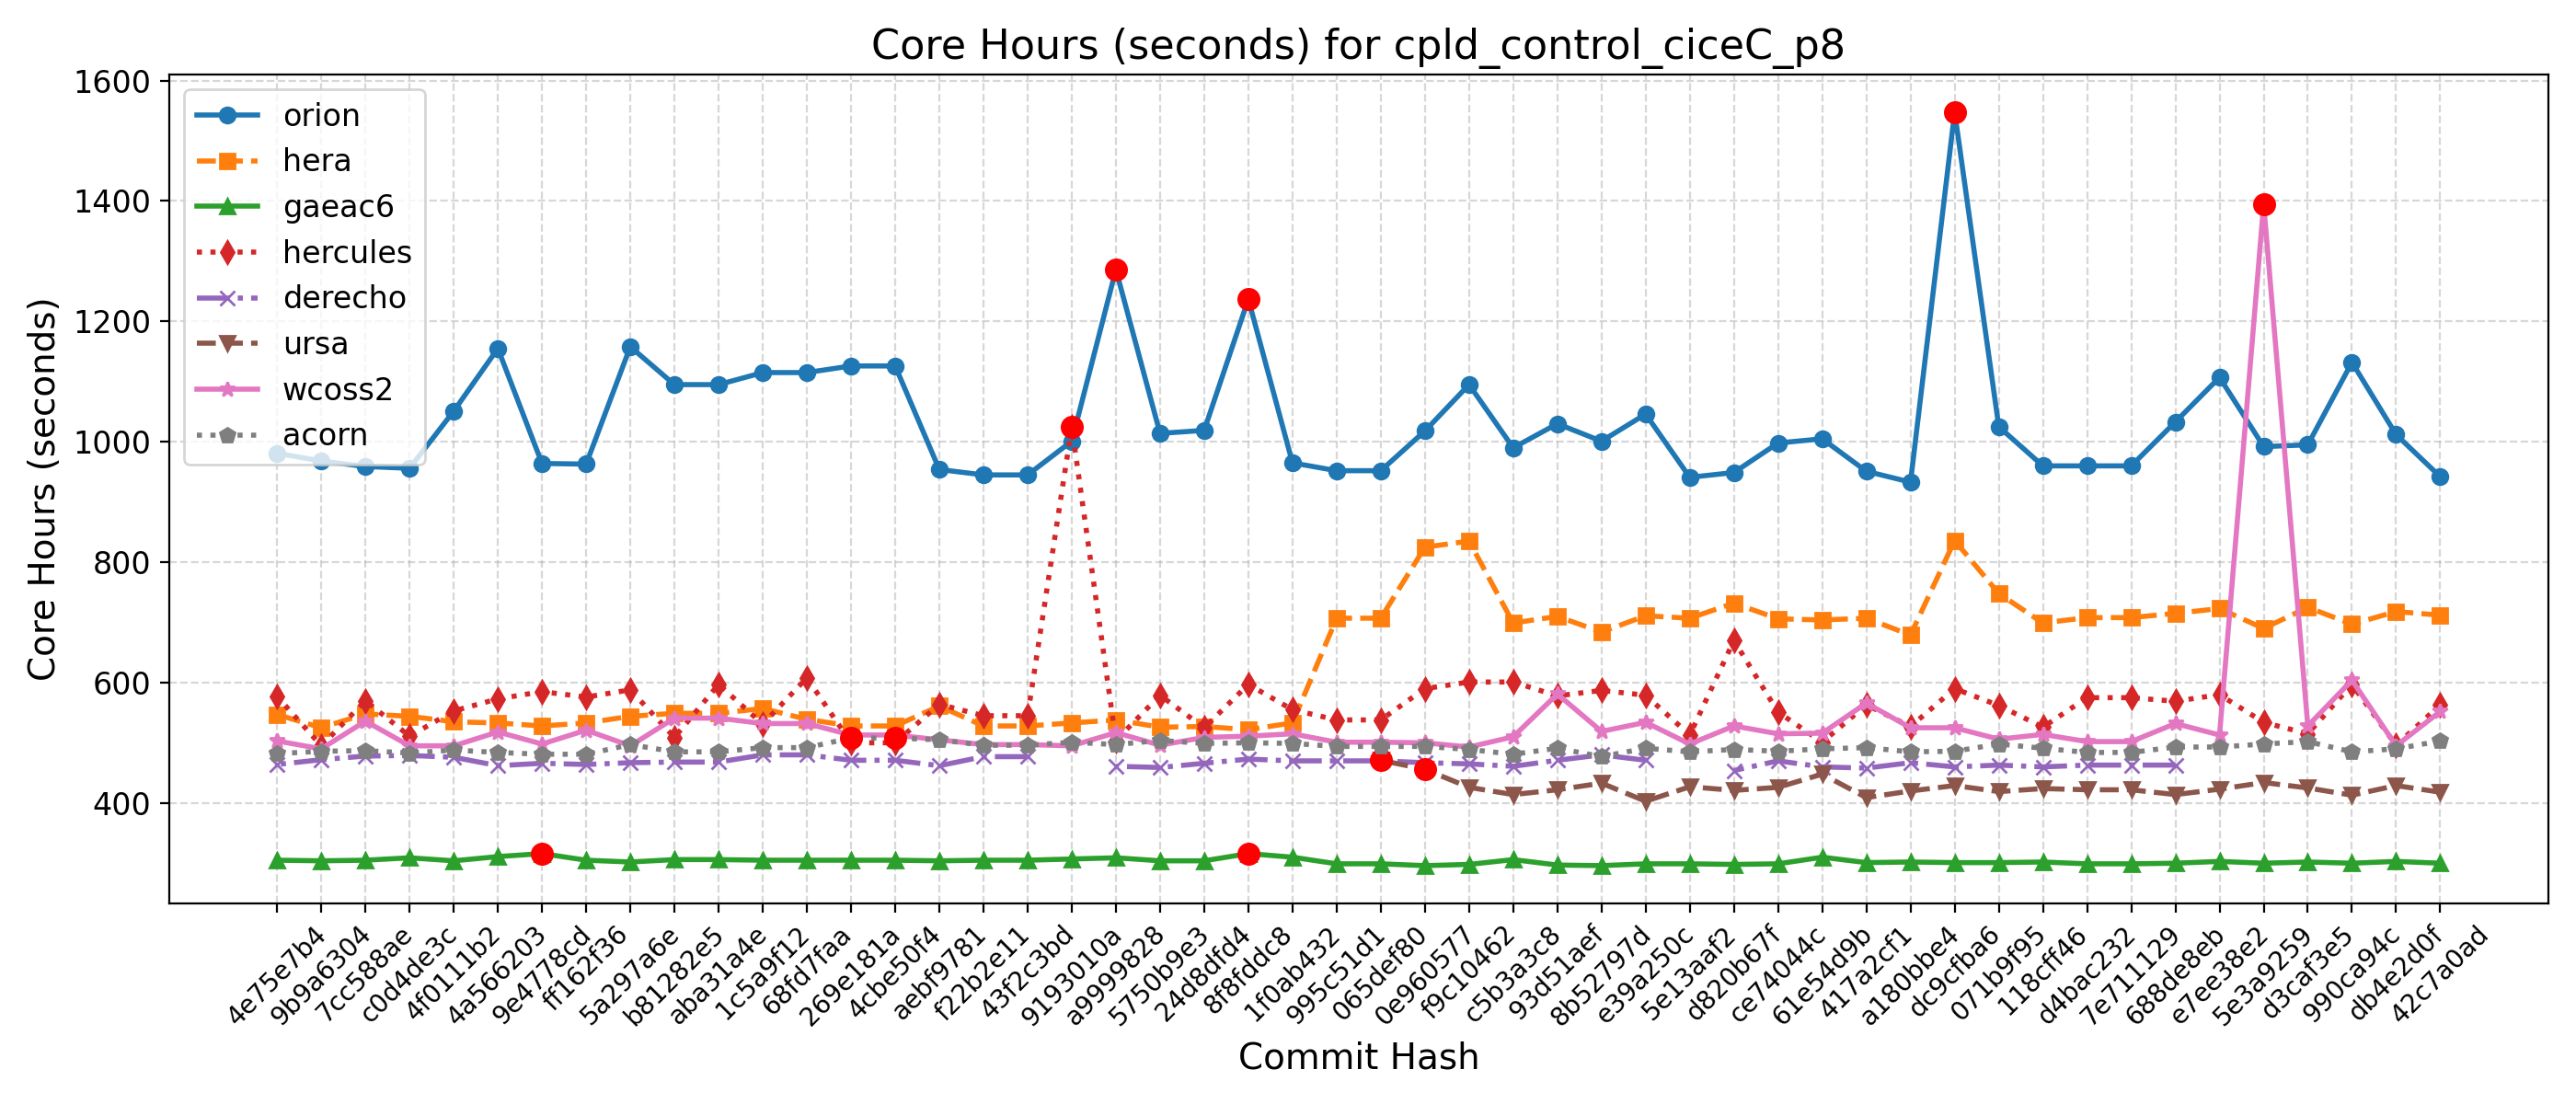 Core Hours (seconds) for cpld_control_ciceC_p8
Core Hours (seconds)
1600
1400
1200
1000
800
600
400
orion
hera
gaeac6
hercules
derecho
ursa
wcoss2
acorn
4e75e7b4
9b9a6304
7cc588ae
c0d4de3c
4f0111b2
4a566203
9e4778cd
ff162f36
5a297a6e
b81282e5
aba31a4e
1c5a9f12
68fd7faa
269e181a
4cbe50f4
aebf9781
f22b2e11
43f2c3bd
9193010a
a9999828
5750b9e3
24d8dfd4
8f8fddc8
1f0ab432
995c51d1
065def80
0e960577
f9c10462
c5b3a3c8
93d51aef
8b52797d
e39a250c
5e13aaf2
d820b67f
ce74044c
61e54d9b
417a2cf1
a180bbe4
dc9cfba6
071b9f95
118cff46
d4bac232
7e711129
688de8eb
e7ee38e2
5e3a9259
d3caf3e5
990ca94c
db4e2d0f
42c7a0ad
Commit Hash